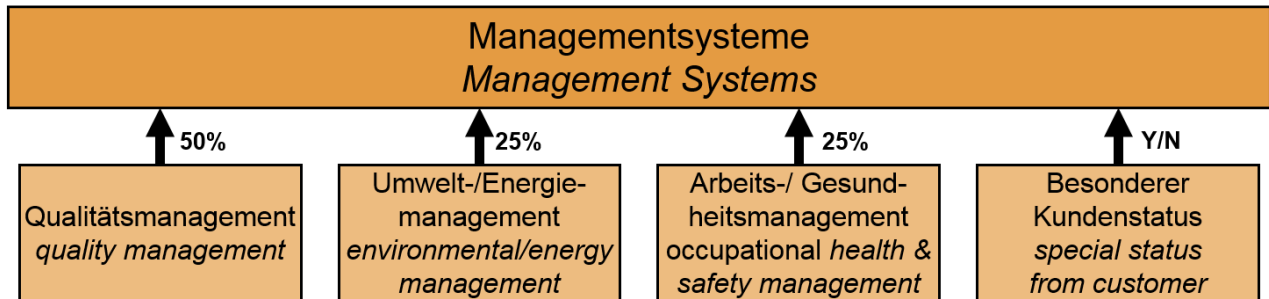 Managementsysteme
Management Systems
50%
25%
25%
Y/N
Qualitätsmanagement
quality management
Umwelt-/Energie-
management
environmental/energy
management
Arbeits-/ Gesund-
heitsmanagement
occupational health &
safety management
Besonderer
Kundenstatus
special status
from customer